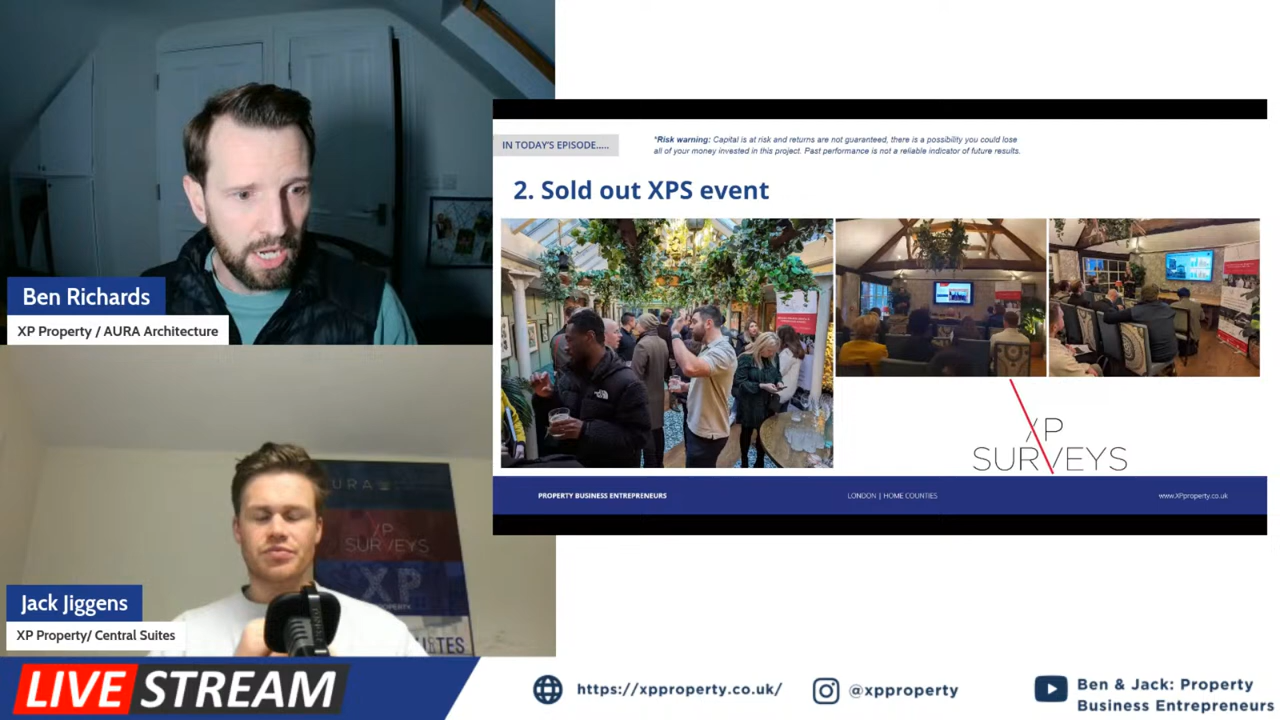 Ben Richards
XP Property / AURA Architecture
IN TODAY'S EPISODE.....
*Risk warning: Capital is at risk and returns are not guaranteed, there is a possibility you could lose
all of your money invested in this project. Past performance is not a reliable indicator of future results.
2. Sold out XPS event
XP
SURVEYS
PROPERTY BUSINESS ENTREPRENEURS
LONDON | HOME COUNTIES
www.XPproperty.co.uk
URA
XP
SURVEYS
XP
Jack Jiggens
XP Property/ Central Suites
LIVE STREAM
https://xpproperty.co.uk/
@xpproperty
Ben & Jack: Property
Business Entrepreneurs